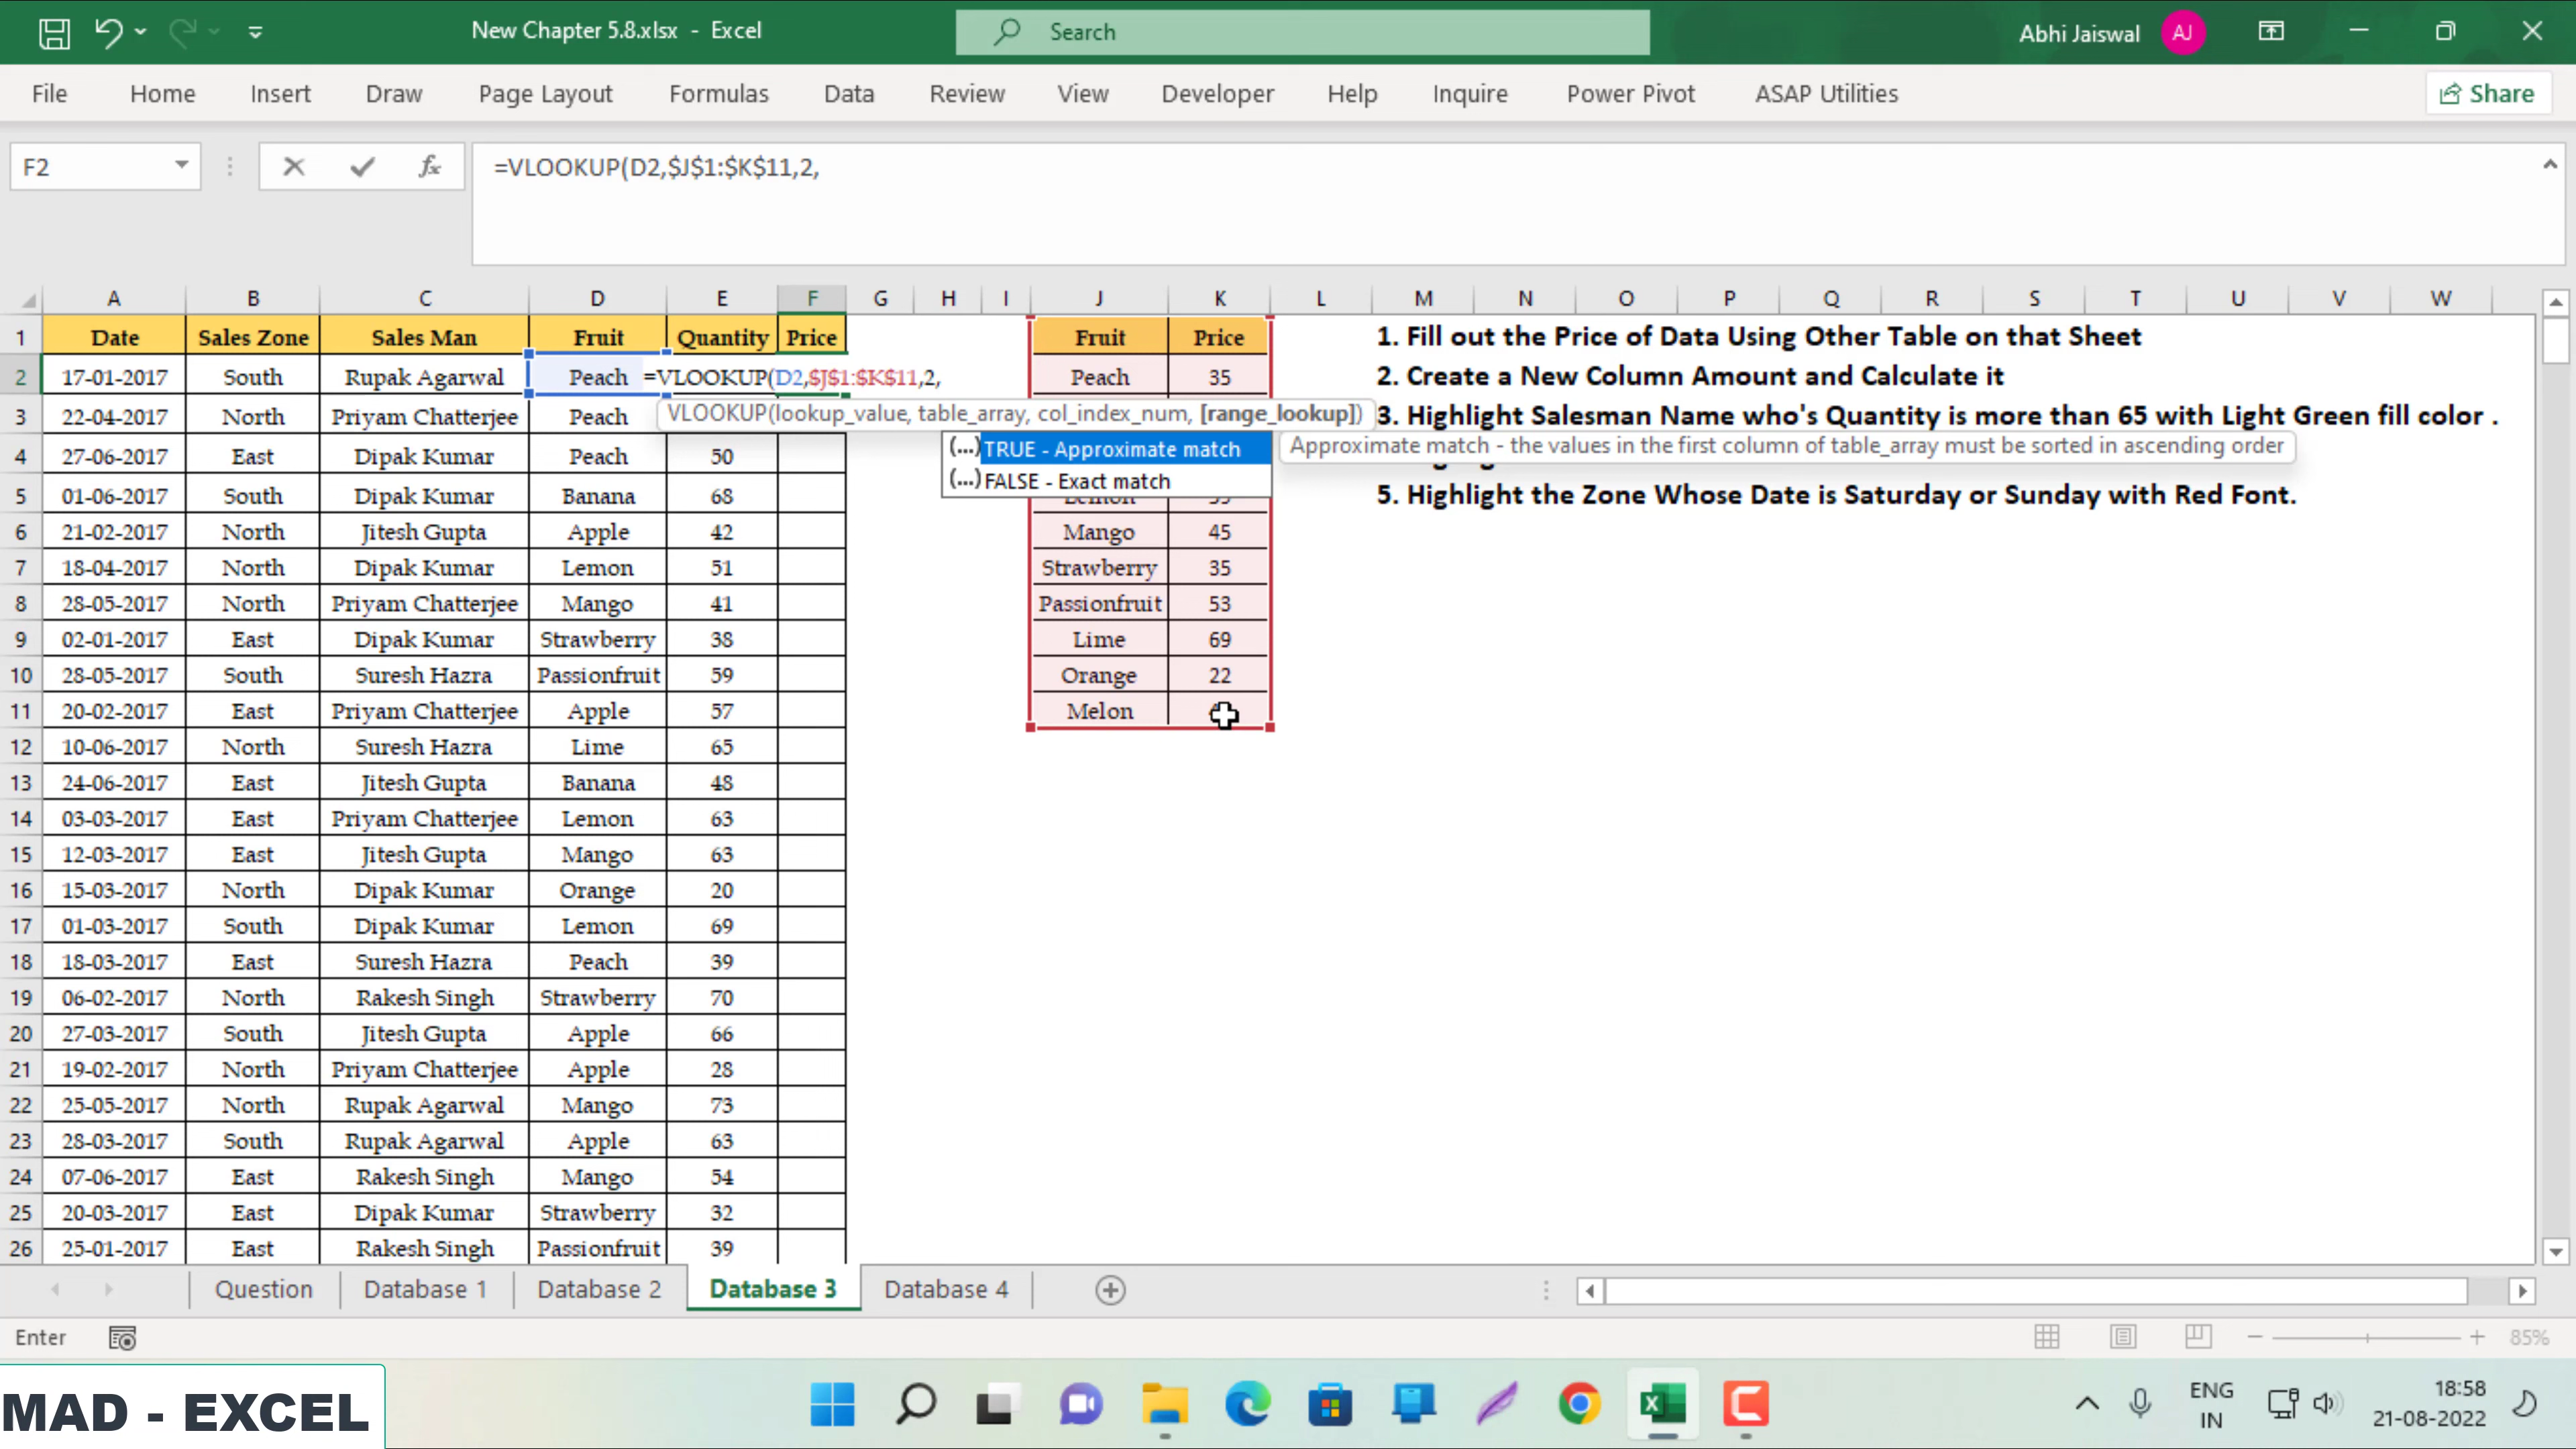 New Chapter 5.8.xlsx - Excel
Search
Abhi Jaiswal
AJ
File Home Insert Draw Page Layout Formulas Data Review View Developer Help Inquire Power Pivot ASAP Utilities Share
F2 fx =VLOOKUP(D2,$J$1:$K$11,2,
A B C D E F G H I J K L M N O P Q R S T U V W
1 Date Sales Zone Sales Man Fruit Quantity Price Fruit Price 1. Fill out the Price of Data Using Other Table on that Sheet
2 17-01-2017 South Rupak Agarwal Peach =VLOOKUP(D2,$J$1:$K$11,2, Peach 35 2. Create a New Column Amount and Calculate it
3 22-04-2017 North Priyam Chatterjee Peach VLOOKUP(lookup_value, table_array, col_index_num, [range_lookup]) 3. Highlight Salesman Name who's Quantity is more than 65 with Light Green fill color .
(...) TRUE - Approximate match Approximate match - the values in the first column of table_array must be sorted in ascending order
4 27-06-2017 East Dipak Kumar Peach 50
(...) FALSE - Exact match
5 01-06-2017 South Dipak Kumar Banana 68 Lemon 5. Highlight the Zone Whose Date is Saturday or Sunday with Red Font.
6 21-02-2017 North Jitesh Gupta Apple 42 Mango 45
7 18-04-2017 North Dipak Kumar Lemon 51 Strawberry 35
8 28-05-2017 North Priyam Chatterjee Mango 41 Passionfruit 53
9 02-01-2017 East Dipak Kumar Strawberry 38 Lime 69
10 28-05-2017 South Suresh Hazra Passionfruit 59 Orange 22
11 20-02-2017 East Priyam Chatterjee Apple 57 Melon
12 10-06-2017 North Suresh Hazra Lime 65
13 24-06-2017 East Jitesh Gupta Banana 48
14 03-03-2017 East Priyam Chatterjee Lemon 63
15 12-03-2017 East Jitesh Gupta Mango 63
16 15-03-2017 North Dipak Kumar Orange 20
17 01-03-2017 South Dipak Kumar Lemon 69
18 18-03-2017 East Suresh Hazra Peach 39
19 06-02-2017 North Rakesh Singh Strawberry 70
20 27-03-2017 South Jitesh Gupta Apple 66
21 19-02-2017 North Priyam Chatterjee Apple 28
22 25-05-2017 North Rupak Agarwal Mango 73
23 28-03-2017 South Rupak Agarwal Apple 63
24 07-06-2017 East Rakesh Singh Mango 54
25 20-03-2017 East Dipak Kumar Strawberry 32
26 25-01-2017 East Rakesh Singh Passionfruit 39
Question Database 1 Database 2 Database 3 Database 4
Enter 85%
MAD - EXCEL
ENG
IN
18:58
21-08-2022